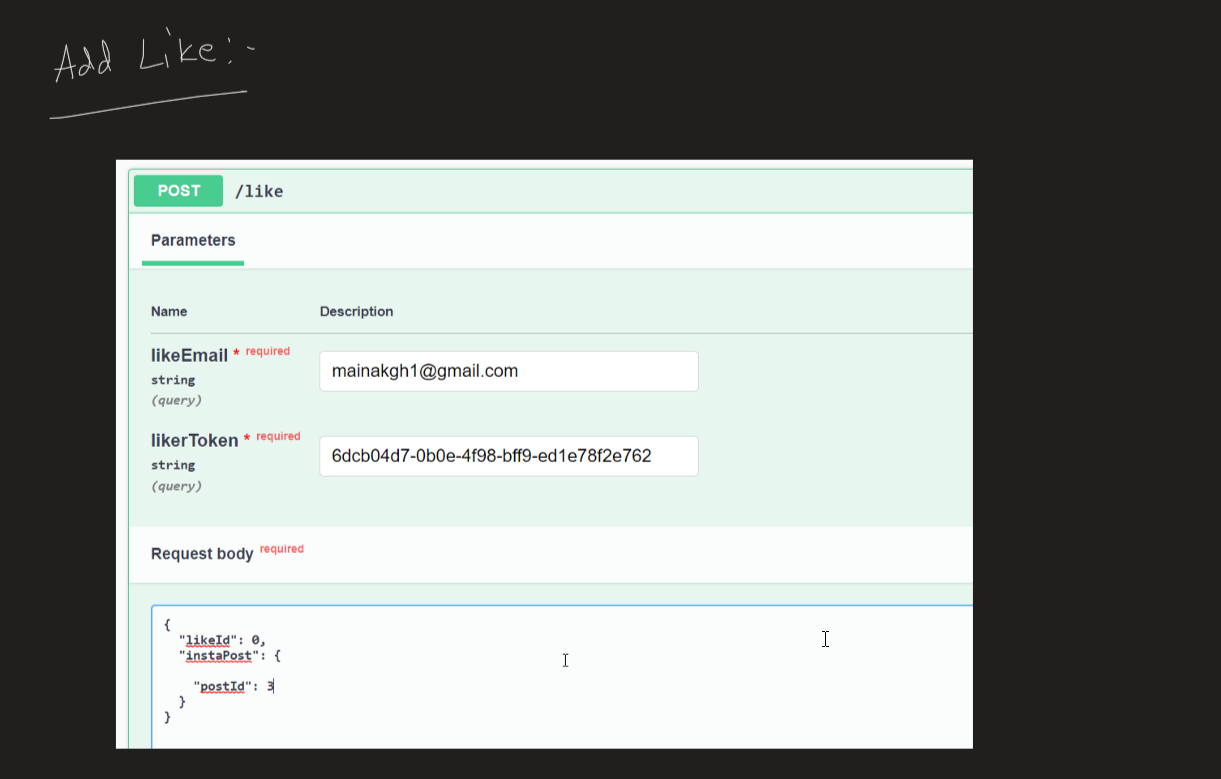 Add Like:-
POST /like
Parameters
Name Description
likeEmail * required
string
(query)
mainakgh1@gmail.com
likerToken * required
string
(query)
6dcb04d7-0b0e-4f98-bff9-ed1e78f2e762
Request body required
{
"likeId": 0,
"instaPost": {
"postId": 3
}
}